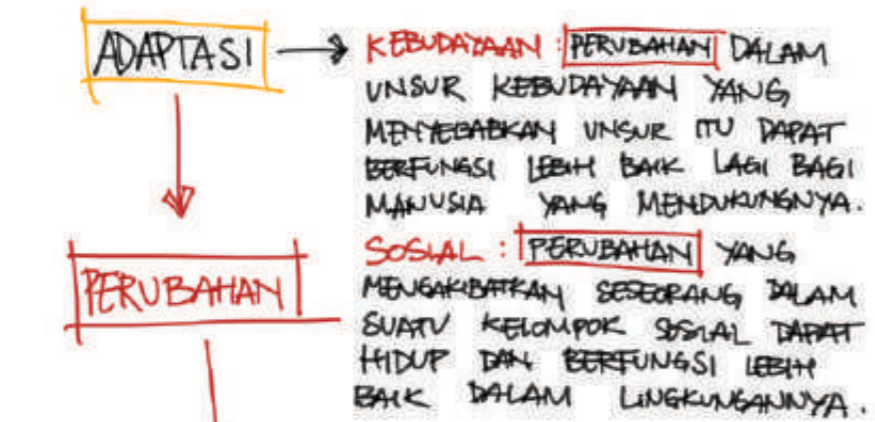 ADAPTASI → KEBUDAYAAN : PERUBAHAN DALAM
UNSUR KEBUDAYAAN YANG
MENYEBABKAN UNSUR ITU DAPAT
BERFUNGSI LEBIH BAIK LAGI BAGI
MANUSIA YANG MENDUKUNGNYA.
SOSIAL : PERUBAHAN YANG
PERUBAHAN
MENGAKIBATKAN SESEORANG DALAM
SUATU KELOMPOK SOSIAL DAPAT
HIDUP DAN BERFUNGSI LEBIH
BAIK DALAM LINGKUNGANNYA.